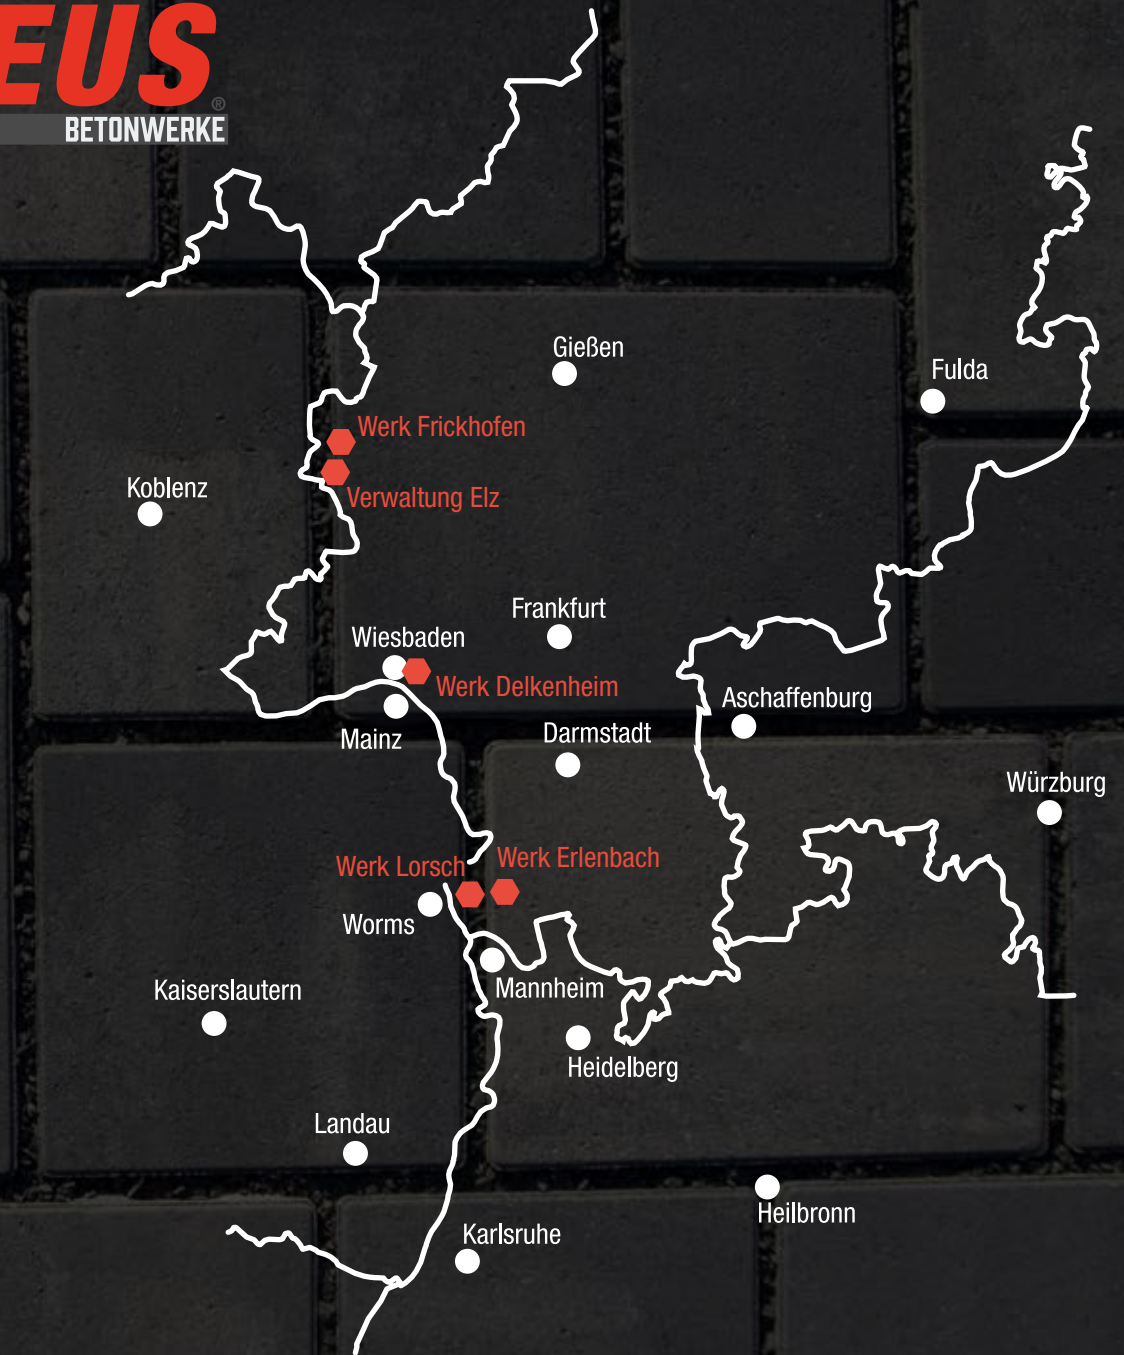 EUS
®
BETONWERKE
Gießen
Fulda
Werk Frickhofen
Koblenz
Verwaltung Elz
Frankfurt
Wiesbaden
Werk Delkenheim
Aschaffenburg
Mainz
Darmstadt
Würzburg
Werk Lorsch
Werk Erlenbach
Worms
Kaiserslautern
Mannheim
Heidelberg
Landau
Heilbronn
Karlsruhe